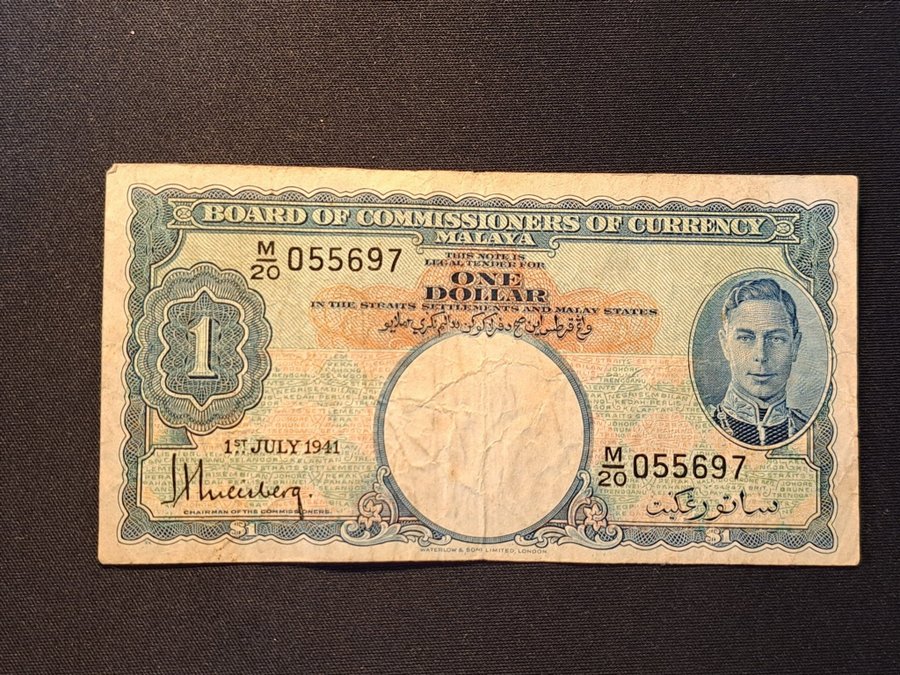 BOARD OF COMMISSIONERS OF CURRENCY
MALAYA
M/20 055697
THIS NOTE IS
LEGAL TENDER FOR
ONE
DOLLAR
IN THE STRAITS SETTLEMENTS AND MALAY STATES
1
1ST JULY 1941
M/20 055697
CHAIRMAN OF THE COMMISSIONERS.
ساتو رڠݢيت
$1
$1
WATERLOW & SONS LIMITED, LONDON